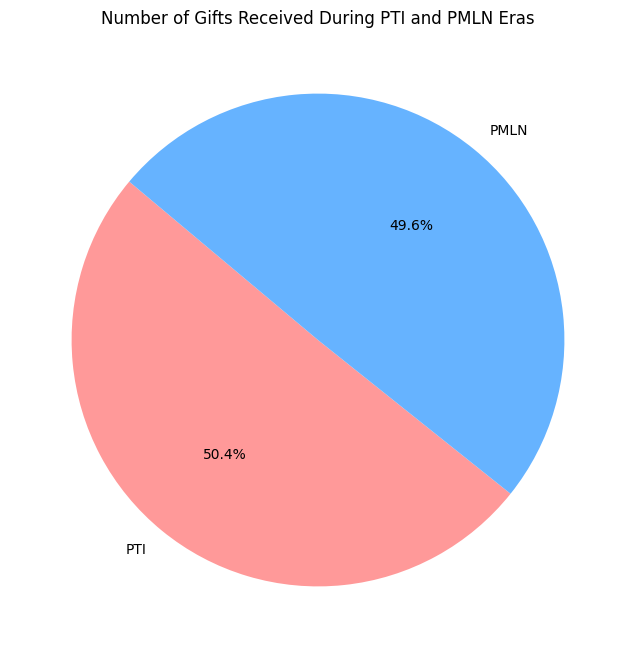 Number of Gifts Received During PTI and PMLN Eras
PMLN
49.6%
50.4%
PTI